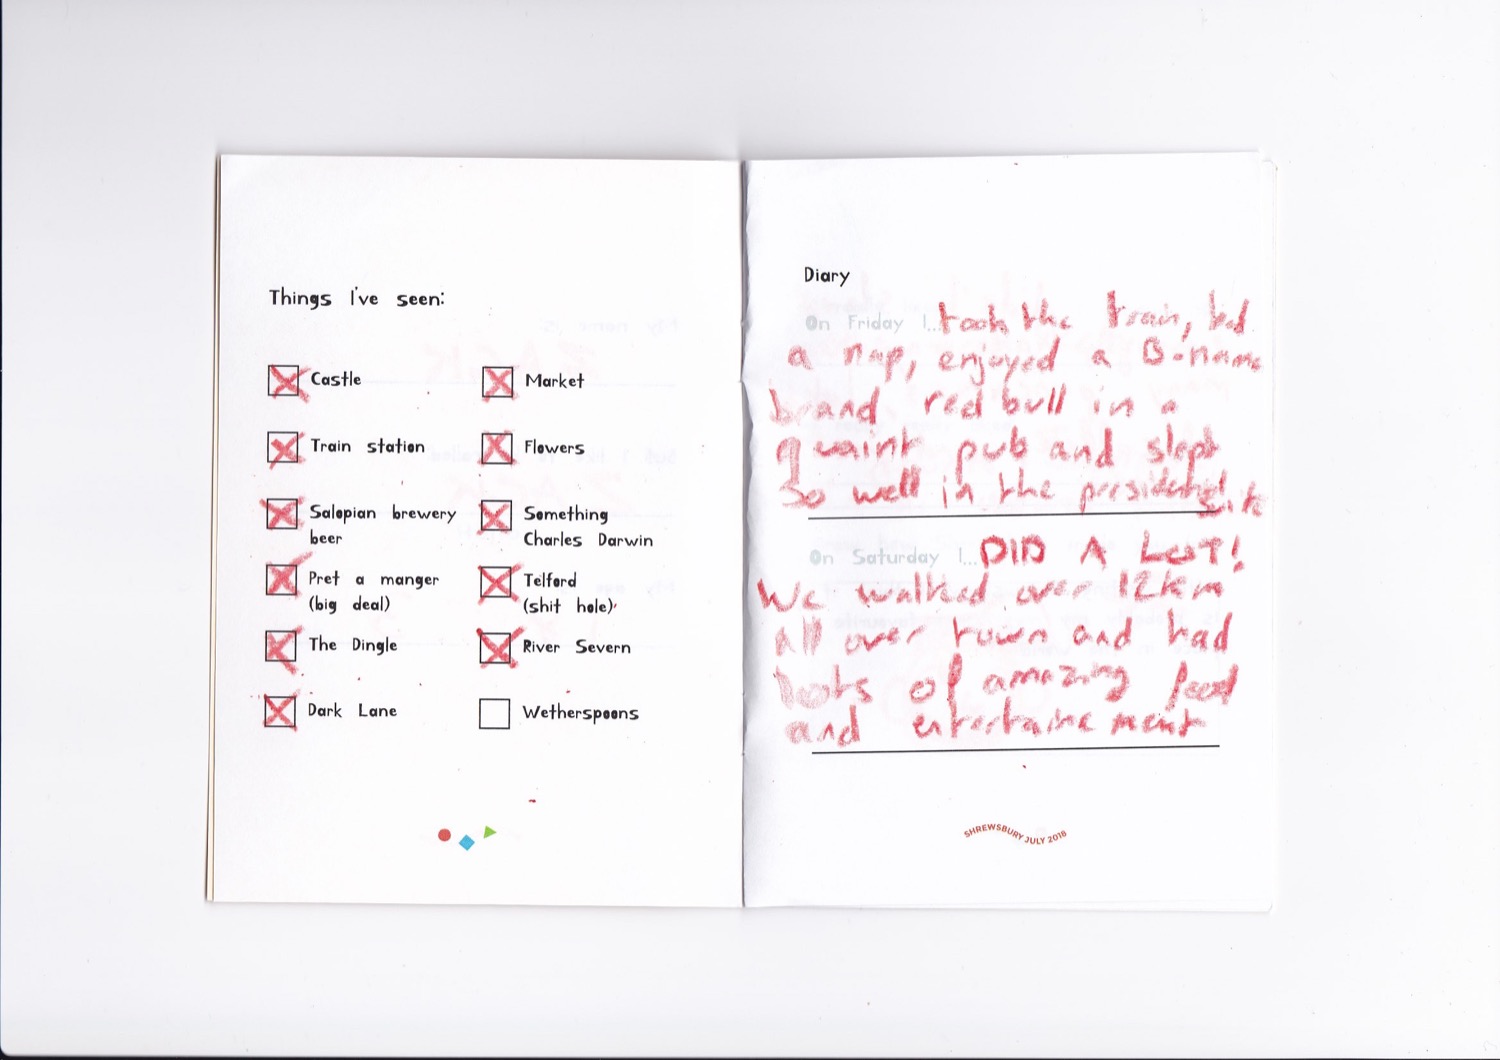 Things I've seen:
Castle
Market
Train station
Flowers
Salopian brewery
beer
Something
Charles Darwin
Pret a manger
(big deal)
Telford
(shit hole)
The Dingle
River Severn
Dark Lane
Wetherspoons
Diary
On Friday I... took the train, had
a nap, enjoyed a B-name
brand red bull in a
quaint pub and slept
so well in the presidential
On Saturday I... DID A LOT!
We walked over 12km
all over town and had
lots of amazing food
and entertainement
SHREWSBURY JULY 2018